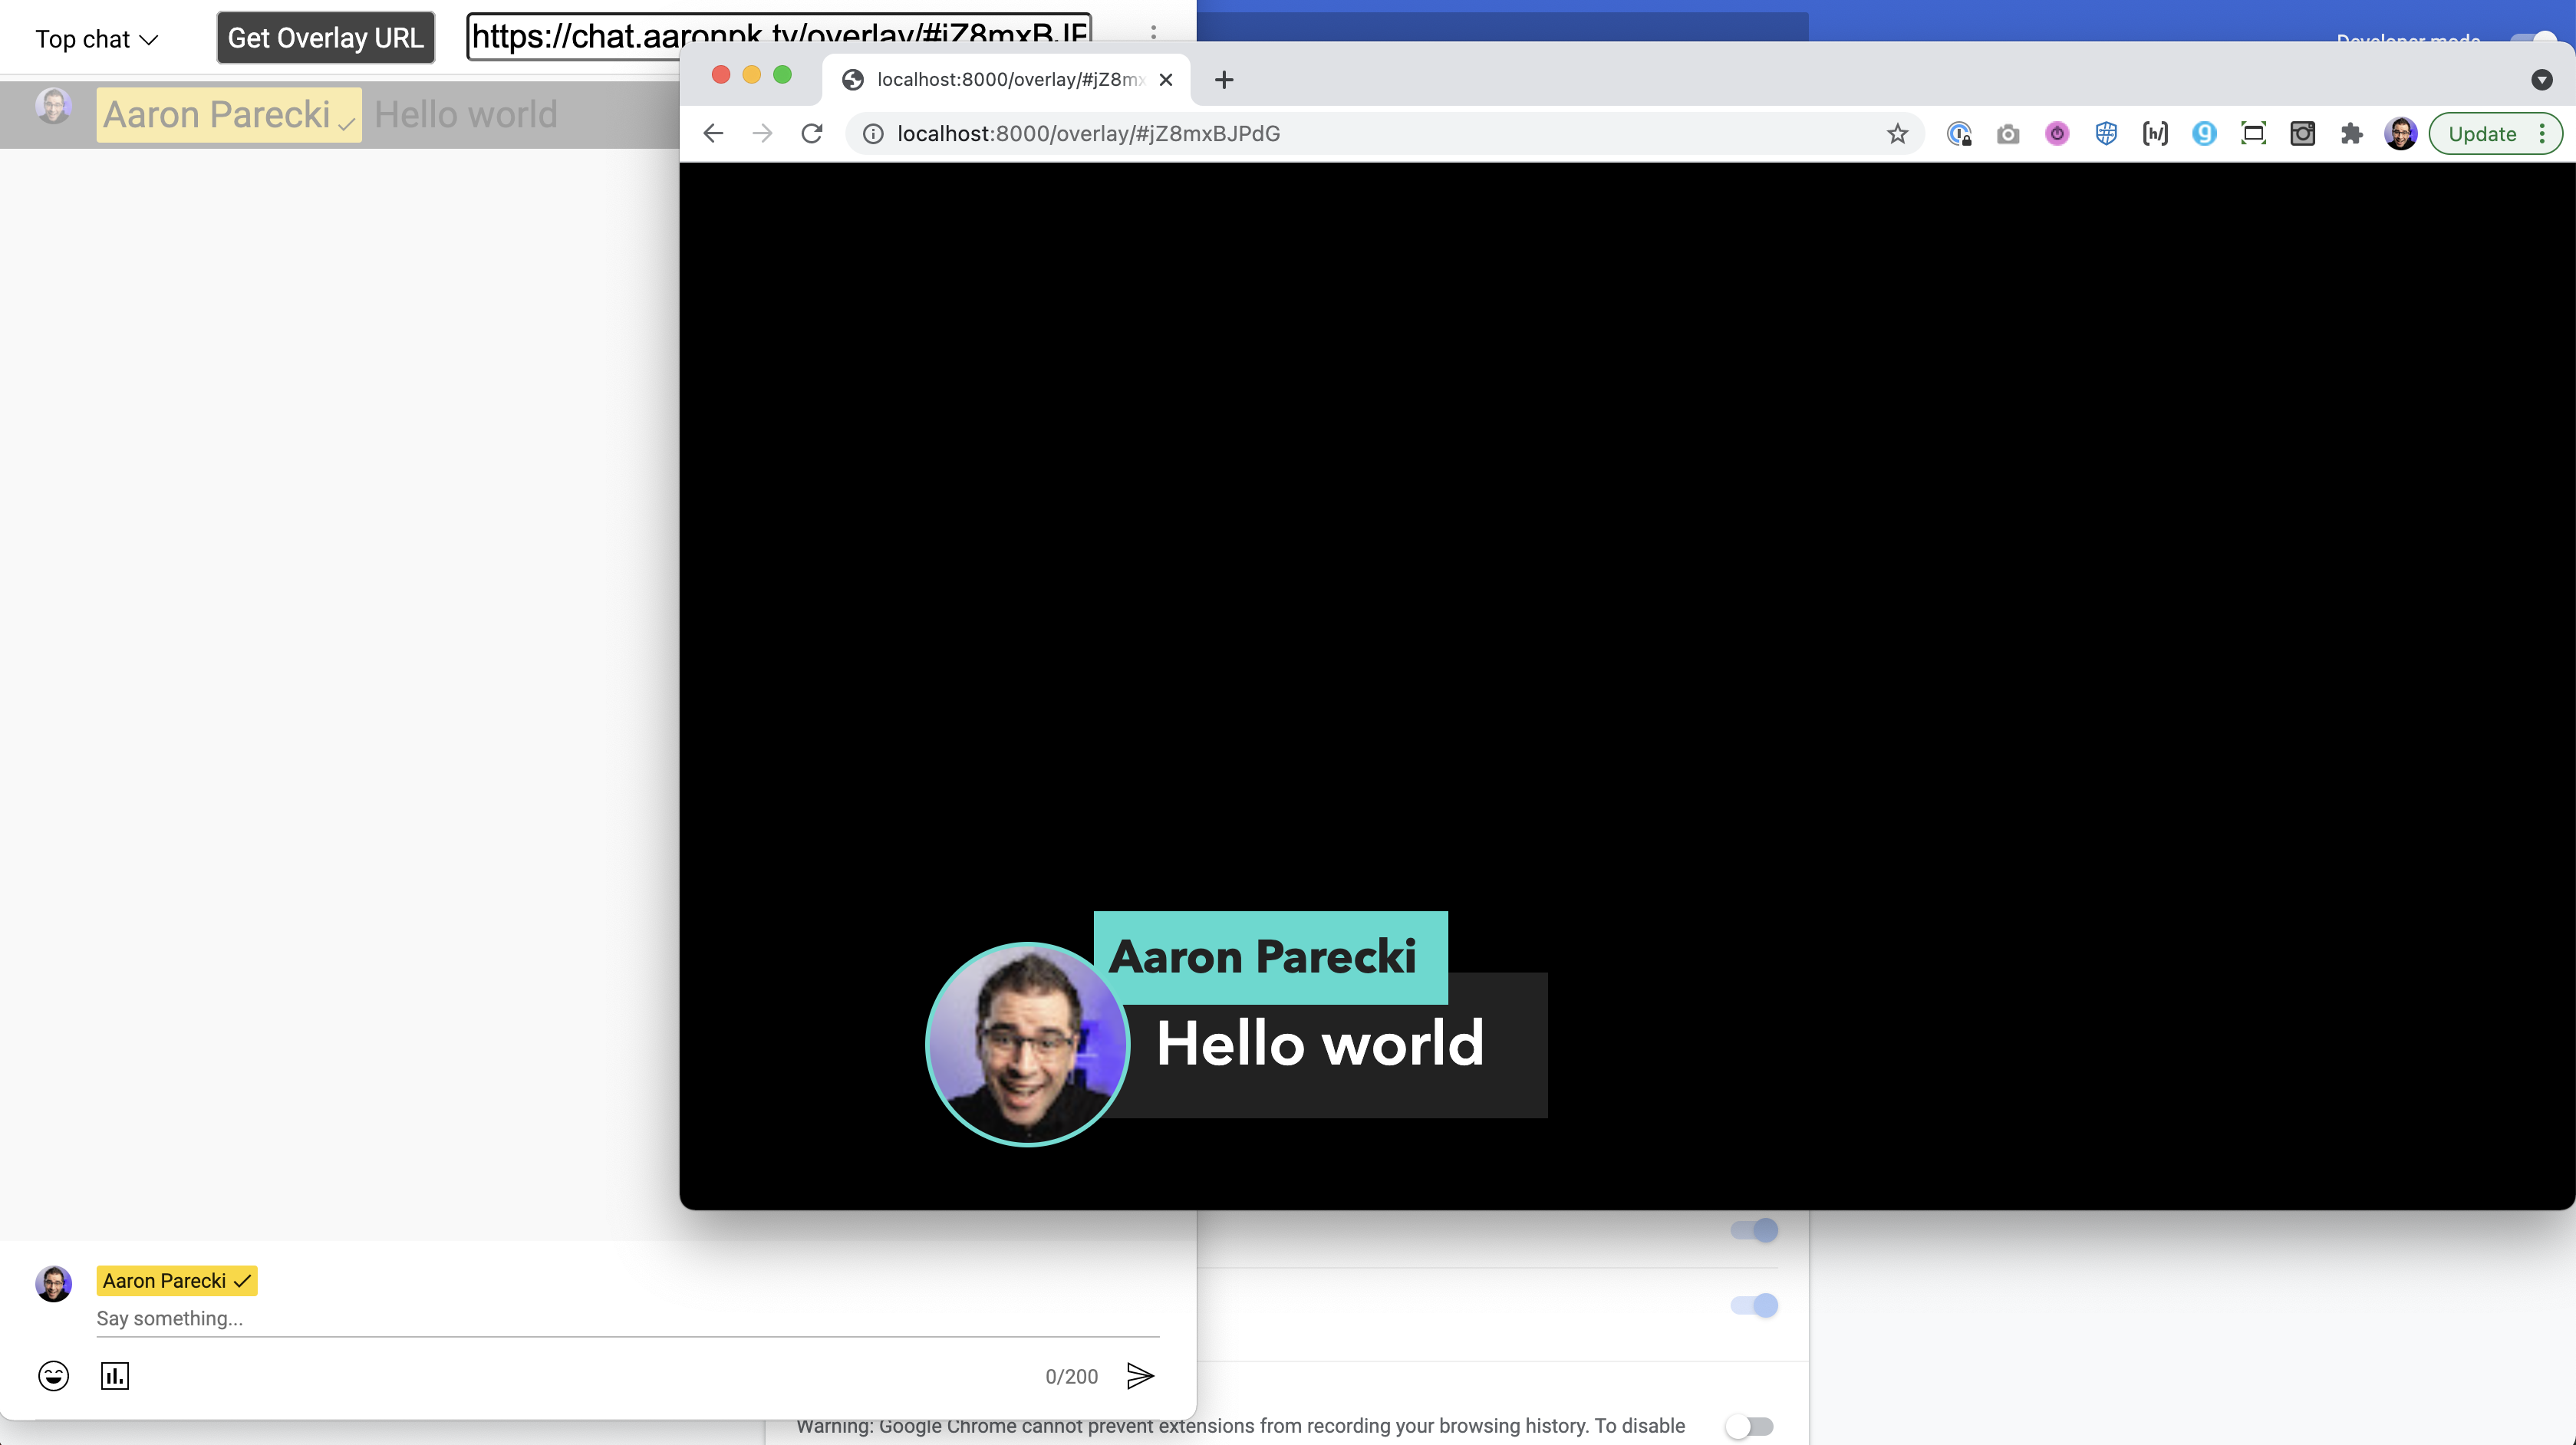 Top chat
Get Overlay URL
https://chat.aaronpk.tv/overlay/#jZ8mxBJP
Developer mode
Aaron Parecki Hello world
localhost:8000/overlay/#jZ8mx
localhost:8000/overlay/#jZ8mxBJPdG
[h/]
g
Update
Aaron Parecki
Hello world
Aaron Parecki
Say something...
0/200
Warning: Google Chrome cannot prevent extensions from recording your browsing history. To disable